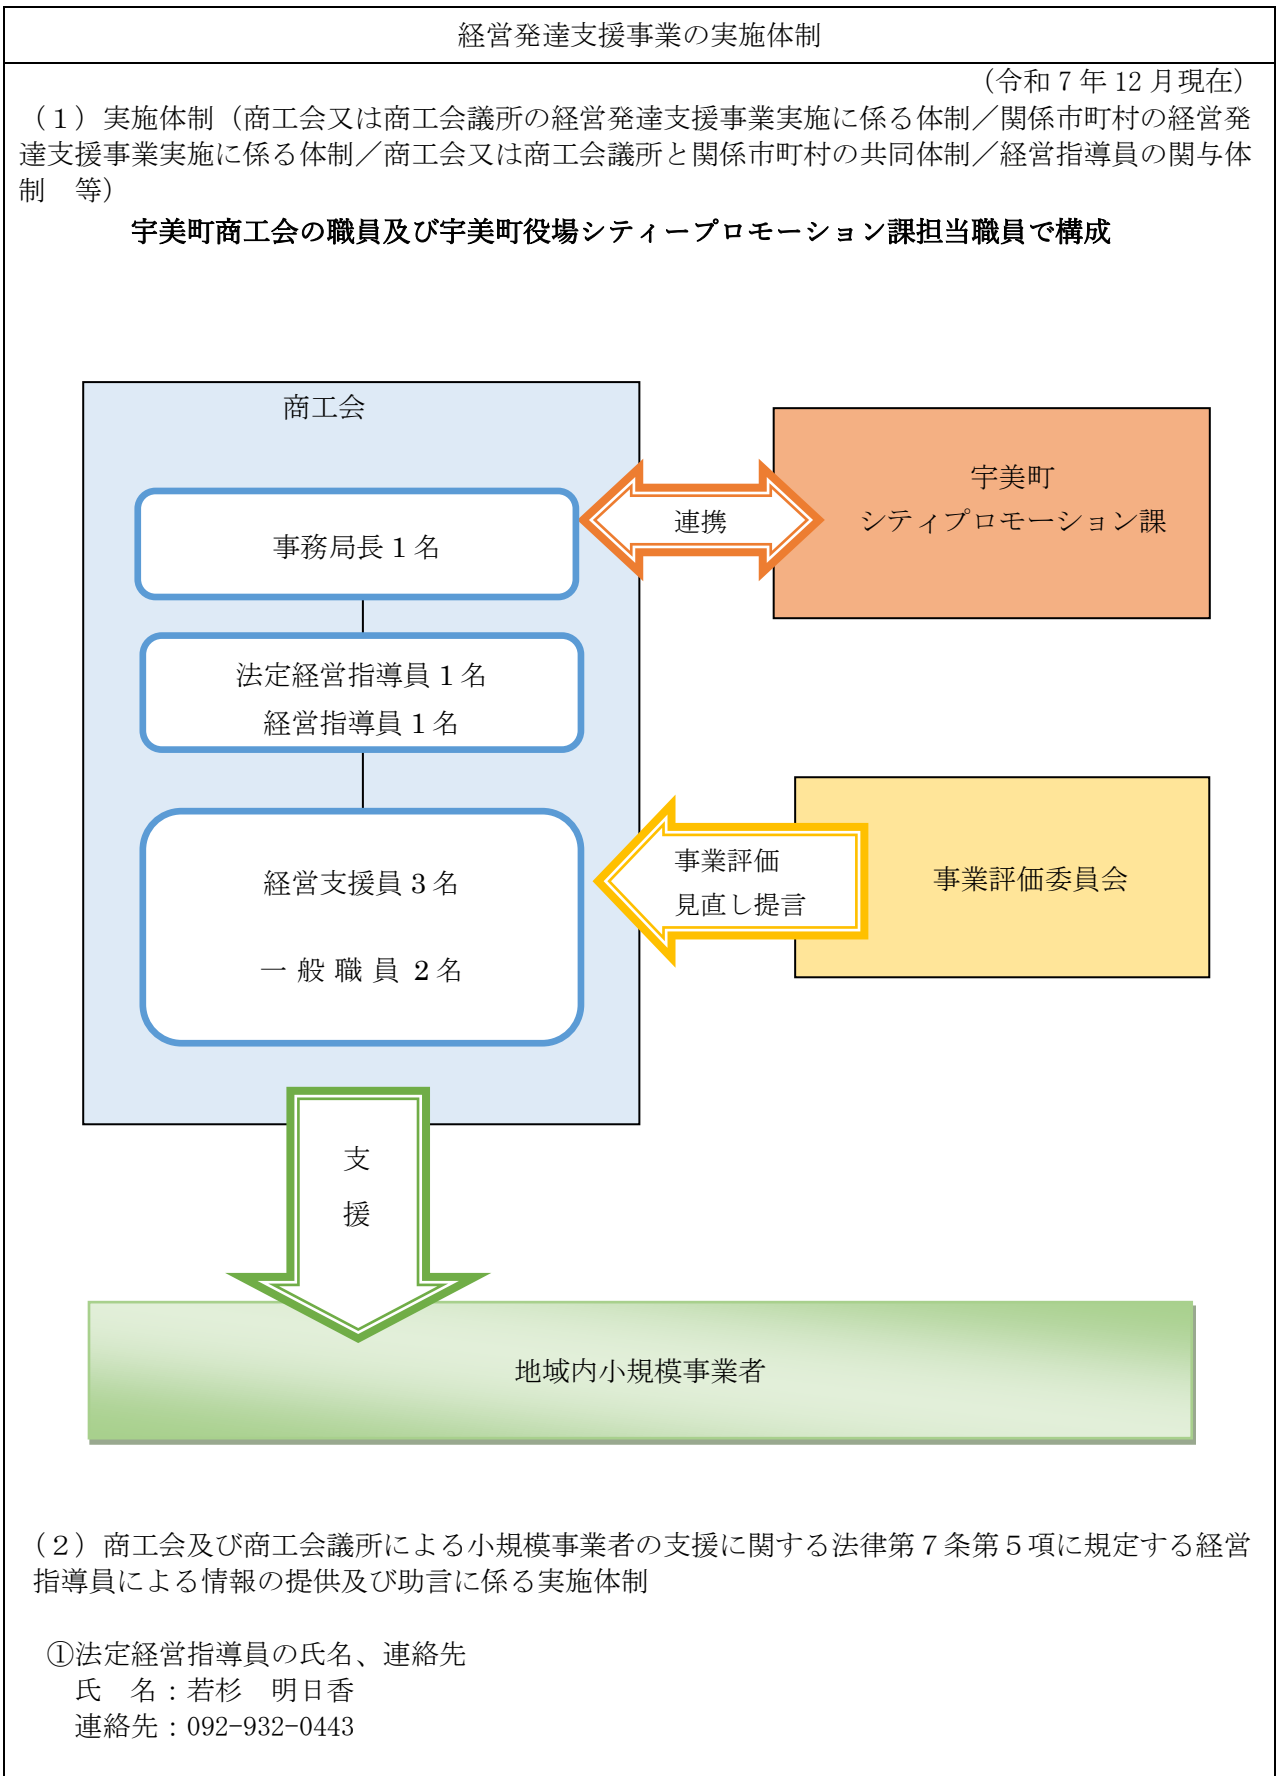 経営発達支援事業の実施体制
（令和７年 12 月現在）
（１）実施体制（商工会又は商工会議所の経営発達支援事業実施に係る体制／関係市町村の経営発
達支援事業実施に係る体制／商工会又は商工会議所と関係市町村の共同体制／経営指導員の関与体
制　等）
宇美町商工会の職員及び宇美町役場シティープロモーション課担当職員で構成
商工会
事務局長１名
連携
宇美町
シティプロモーション課
法定経営指導員１名
経営指導員１名
経営支援員３名
一 般 職 員 ２名
事業評価
見直し提言
事業評価委員会
支
援
地域内小規模事業者
（２）商工会及び商工会議所による小規模事業者の支援に関する法律第７条第５項に規定する経営
指導員による情報の提供及び助言に係る実施体制
①法定経営指導員の氏名、連絡先
氏　名：若杉　明日香
連絡先：092-932-0443